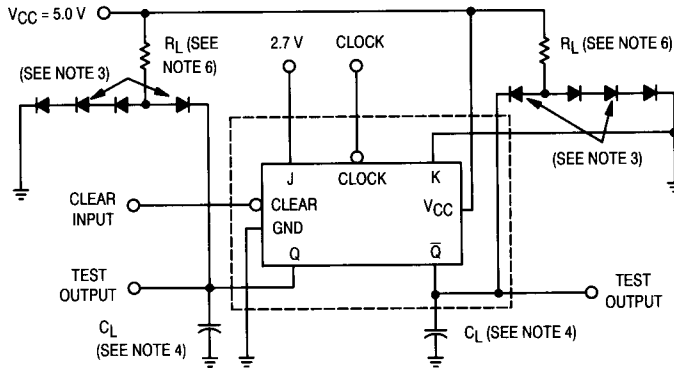 VCC = 5.0 V
RL (SEE
NOTE 6)
2.7 V
CLOCK
RL (SEE NOTE 6)
(SEE NOTE 3)
(SEE NOTE 3)
J
CLOCK
K
CLEAR
INPUT
CLEAR
GND
VCC
Q
Q̅
TEST
OUTPUT
TEST
OUTPUT
CL
(SEE NOTE 4)
CL (SEE NOTE 4)